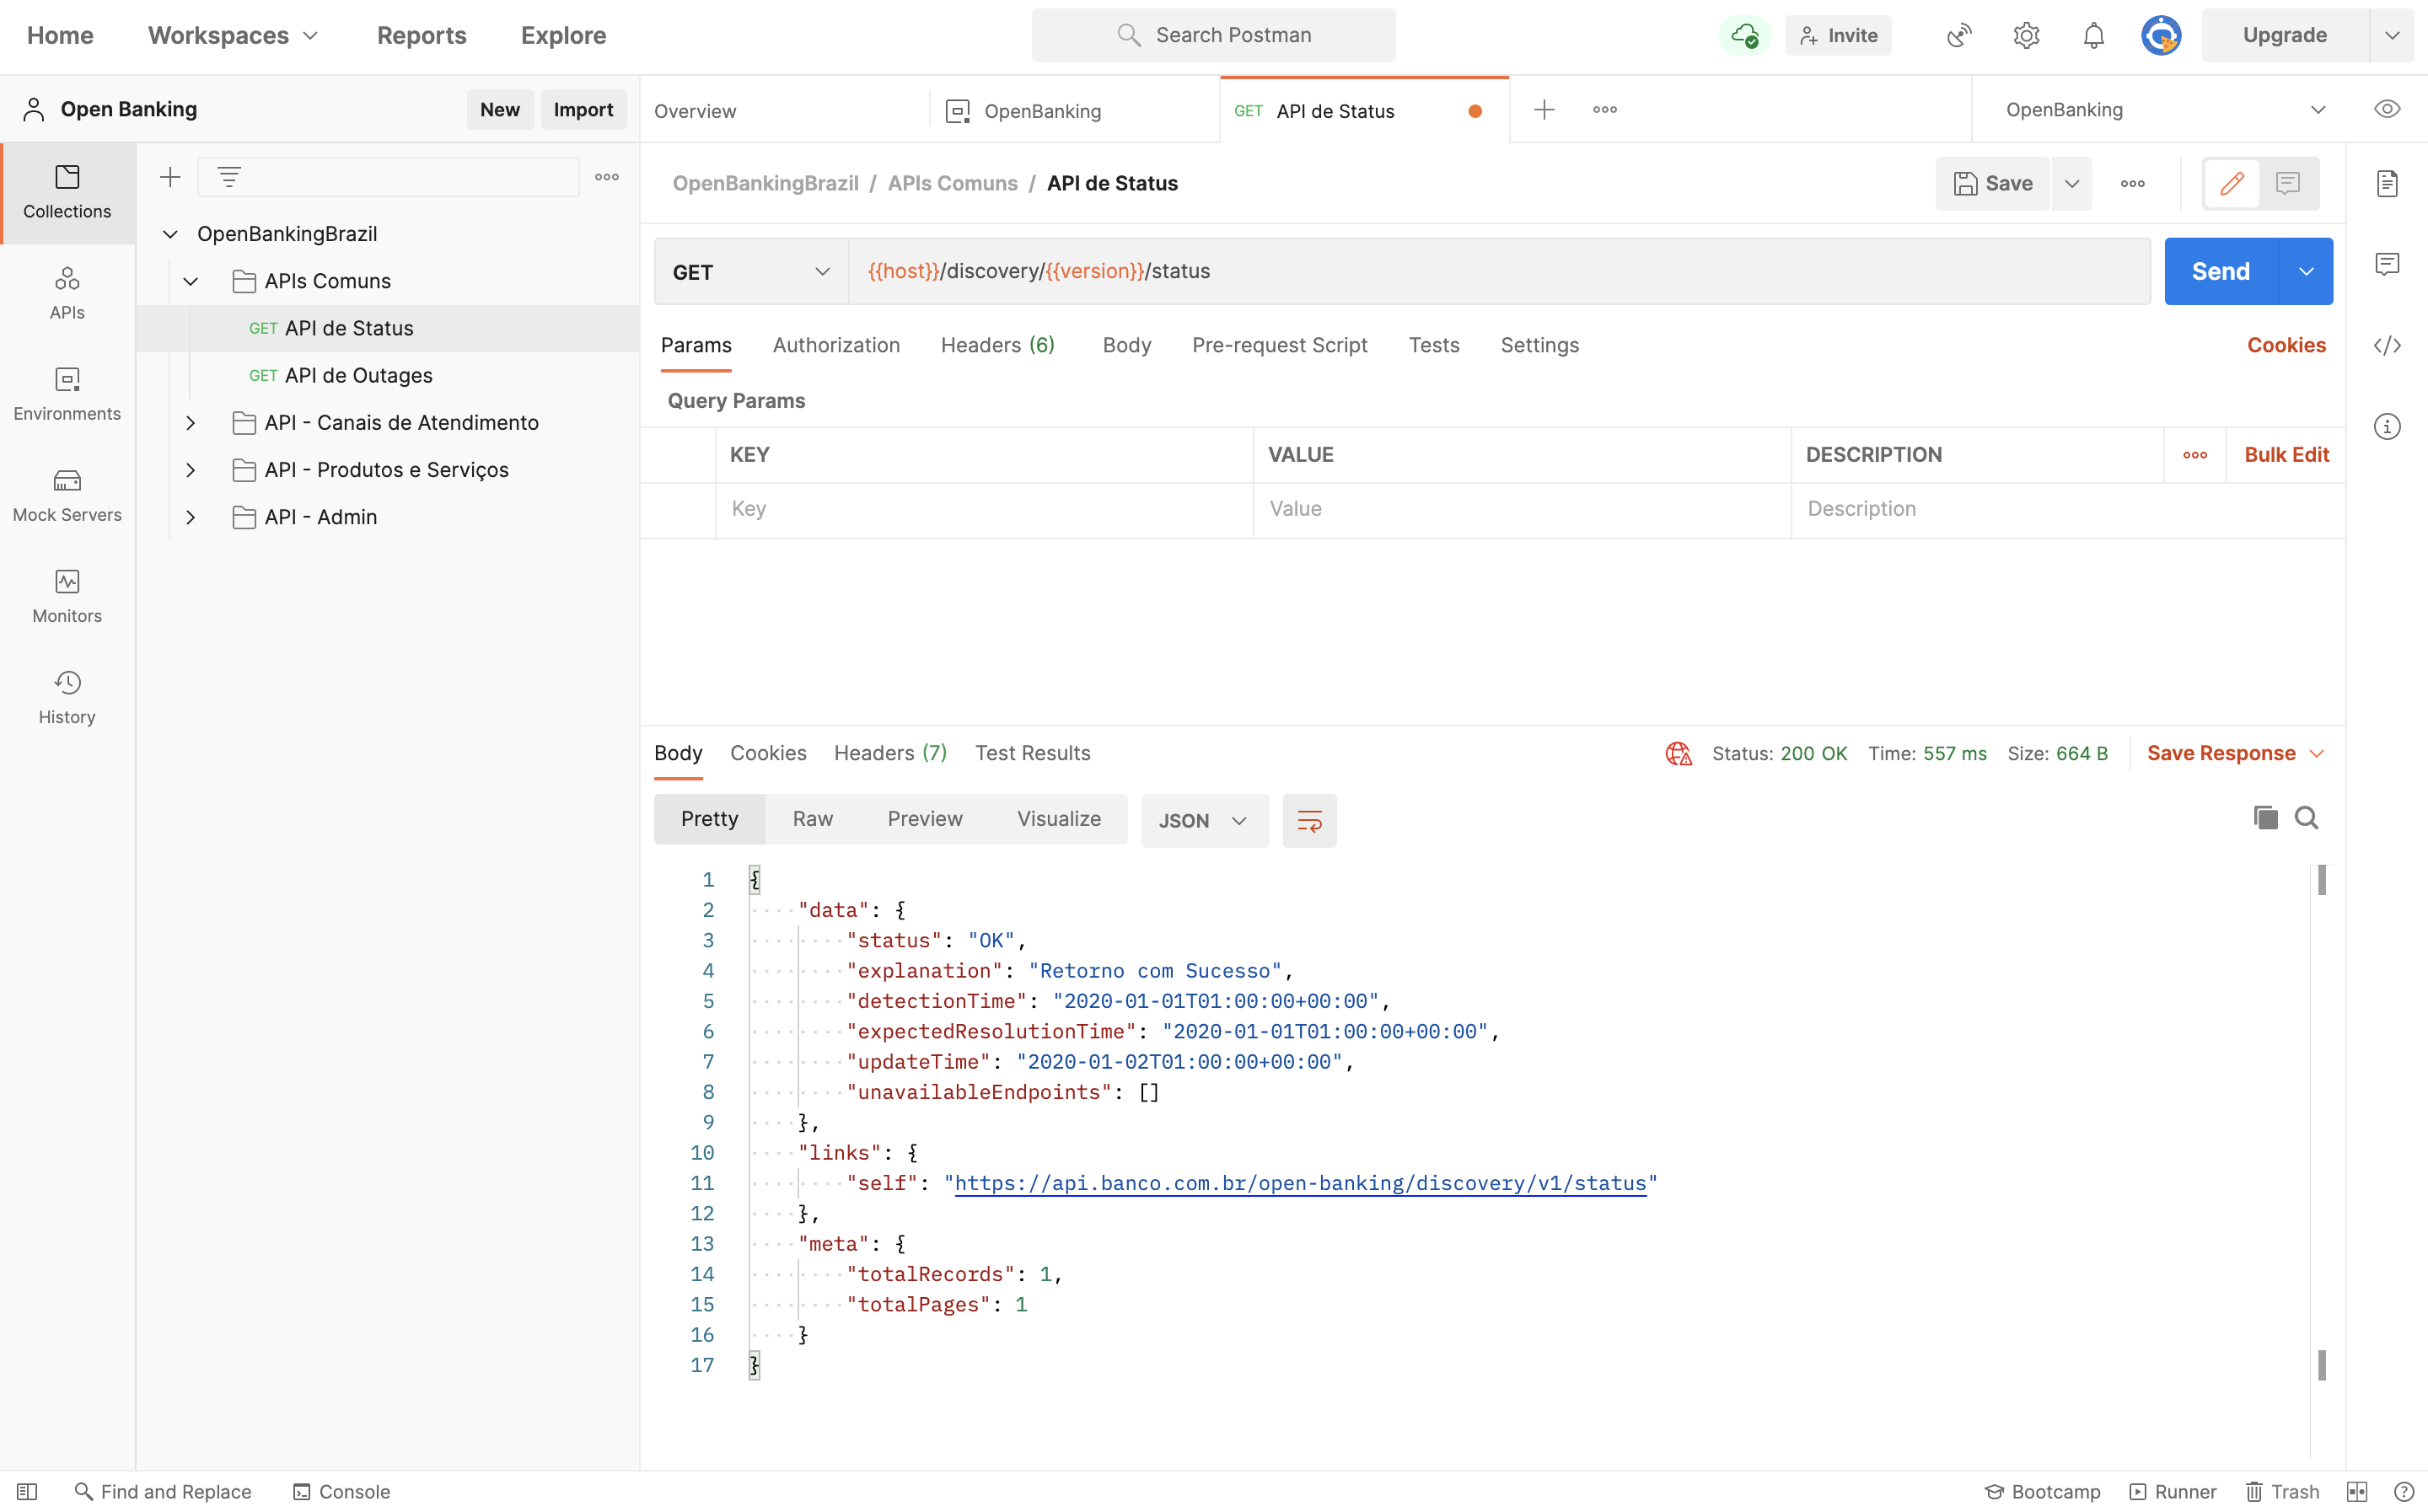 Home Workspaces Reports Explore Search Postman Invite Upgrade
Open Banking New Import Overview OpenBanking GET API de Status OpenBanking
Collections
APIs
Environments
Mock Servers
Monitors
History
OpenBankingBrazil
APIs Comuns
GET API de Status
GET API de Outages
API - Canais de Atendimento
API - Produtos e Serviços
API - Admin
OpenBankingBrazil / APIs Comuns / API de Status Save
GET {{host}}/discovery/{{version}}/status Send
Params Authorization Headers (6) Body Pre-request Script Tests Settings Cookies
Query Params
KEY VALUE DESCRIPTION Bulk Edit
Key Value Description
Body Cookies Headers (7) Test Results Status: 200 OK Time: 557 ms Size: 664 B Save Response
Pretty Raw Preview Visualize JSON
1 {
2 "data": {
3 "status": "OK",
4 "explanation": "Retorno com Sucesso",
5 "detectionTime": "2020-01-01T01:00:00+00:00",
6 "expectedResolutionTime": "2020-01-01T01:00:00+00:00",
7 "updateTime": "2020-01-02T01:00:00+00:00",
8 "unavailableEndpoints": []
9 },
10 "links": {
11 "self": "https://api.banco.com.br/open-banking/discovery/v1/status"
12 },
13 "meta": {
14 "totalRecords": 1,
15 "totalPages": 1
16 }
17 }
Find and Replace Console Bootcamp Runner Trash